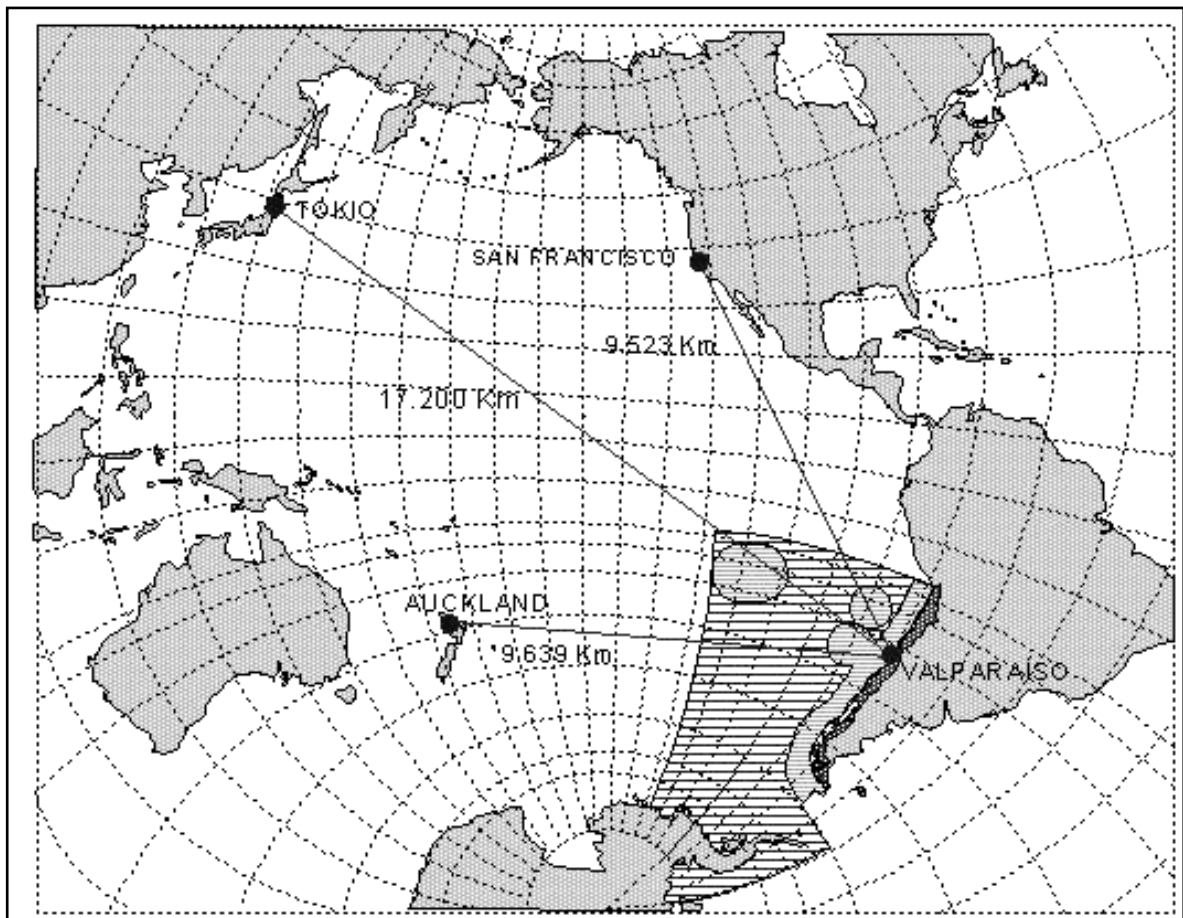 TOKIO
SAN FRANCISCO
9.523 Km
17.200 Km
AUCKLAND
9.639 Km
VALPARAISO